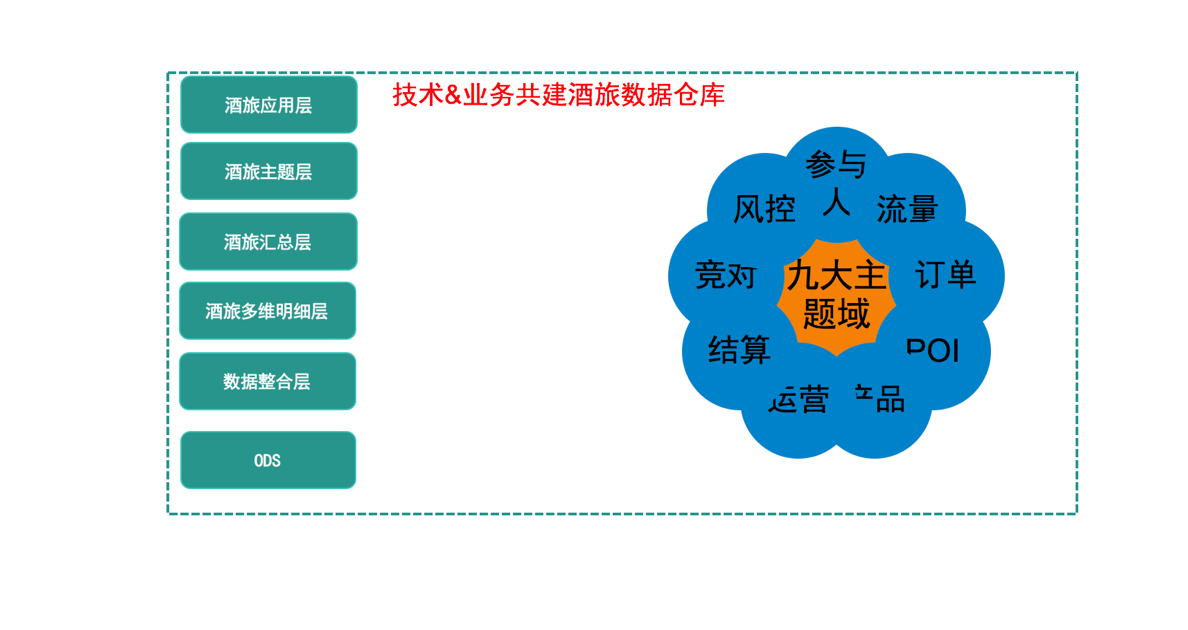 技术&业务共建酒旅数据仓库
酒旅应用层
酒旅主题层
酒旅汇总层
酒旅多维明细层
数据整合层
ODS
参与
人
流量
订单
POI
产品
运营
结算
竞对
风控
九大主
题域